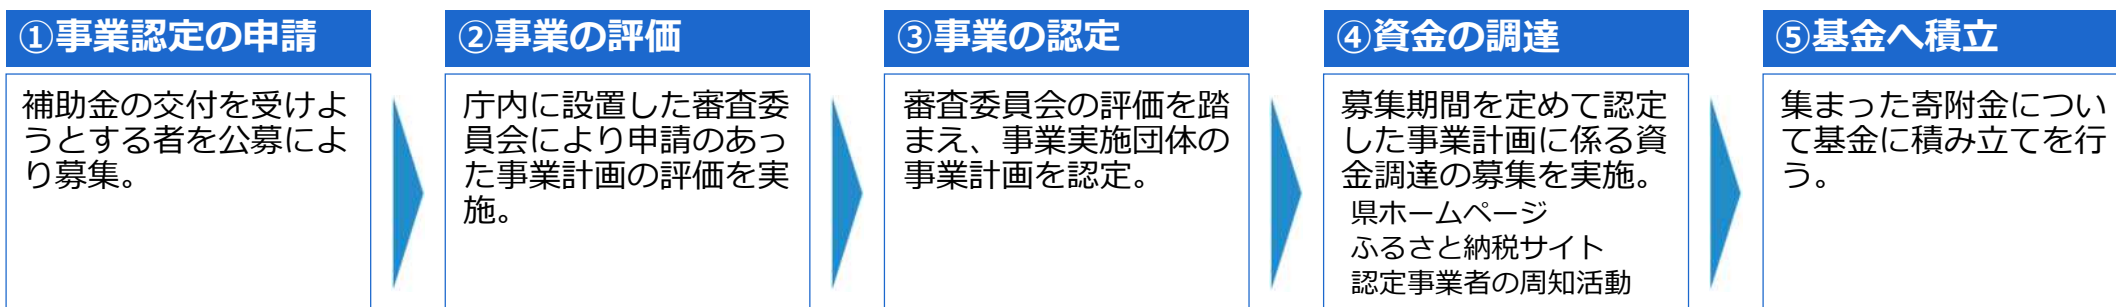 ①事業認定の申請
補助金の交付を受けよ
うとする者を公募によ
り募集。
②事業の評価
庁内に設置した審査委
員会により申請のあっ
た事業計画の評価を実
施。
③事業の認定
審査委員会の評価を踏
まえ、事業実施団体の
事業計画を認定。
④資金の調達
募集期間を定めて認定
した事業計画に係る資
金調達の募集を実施。
県ホームページ
ふるさと納税サイト
認定事業者の周知活動
⑤基金へ積立
集まった寄附金につい
て基金に積み立てを行
う。